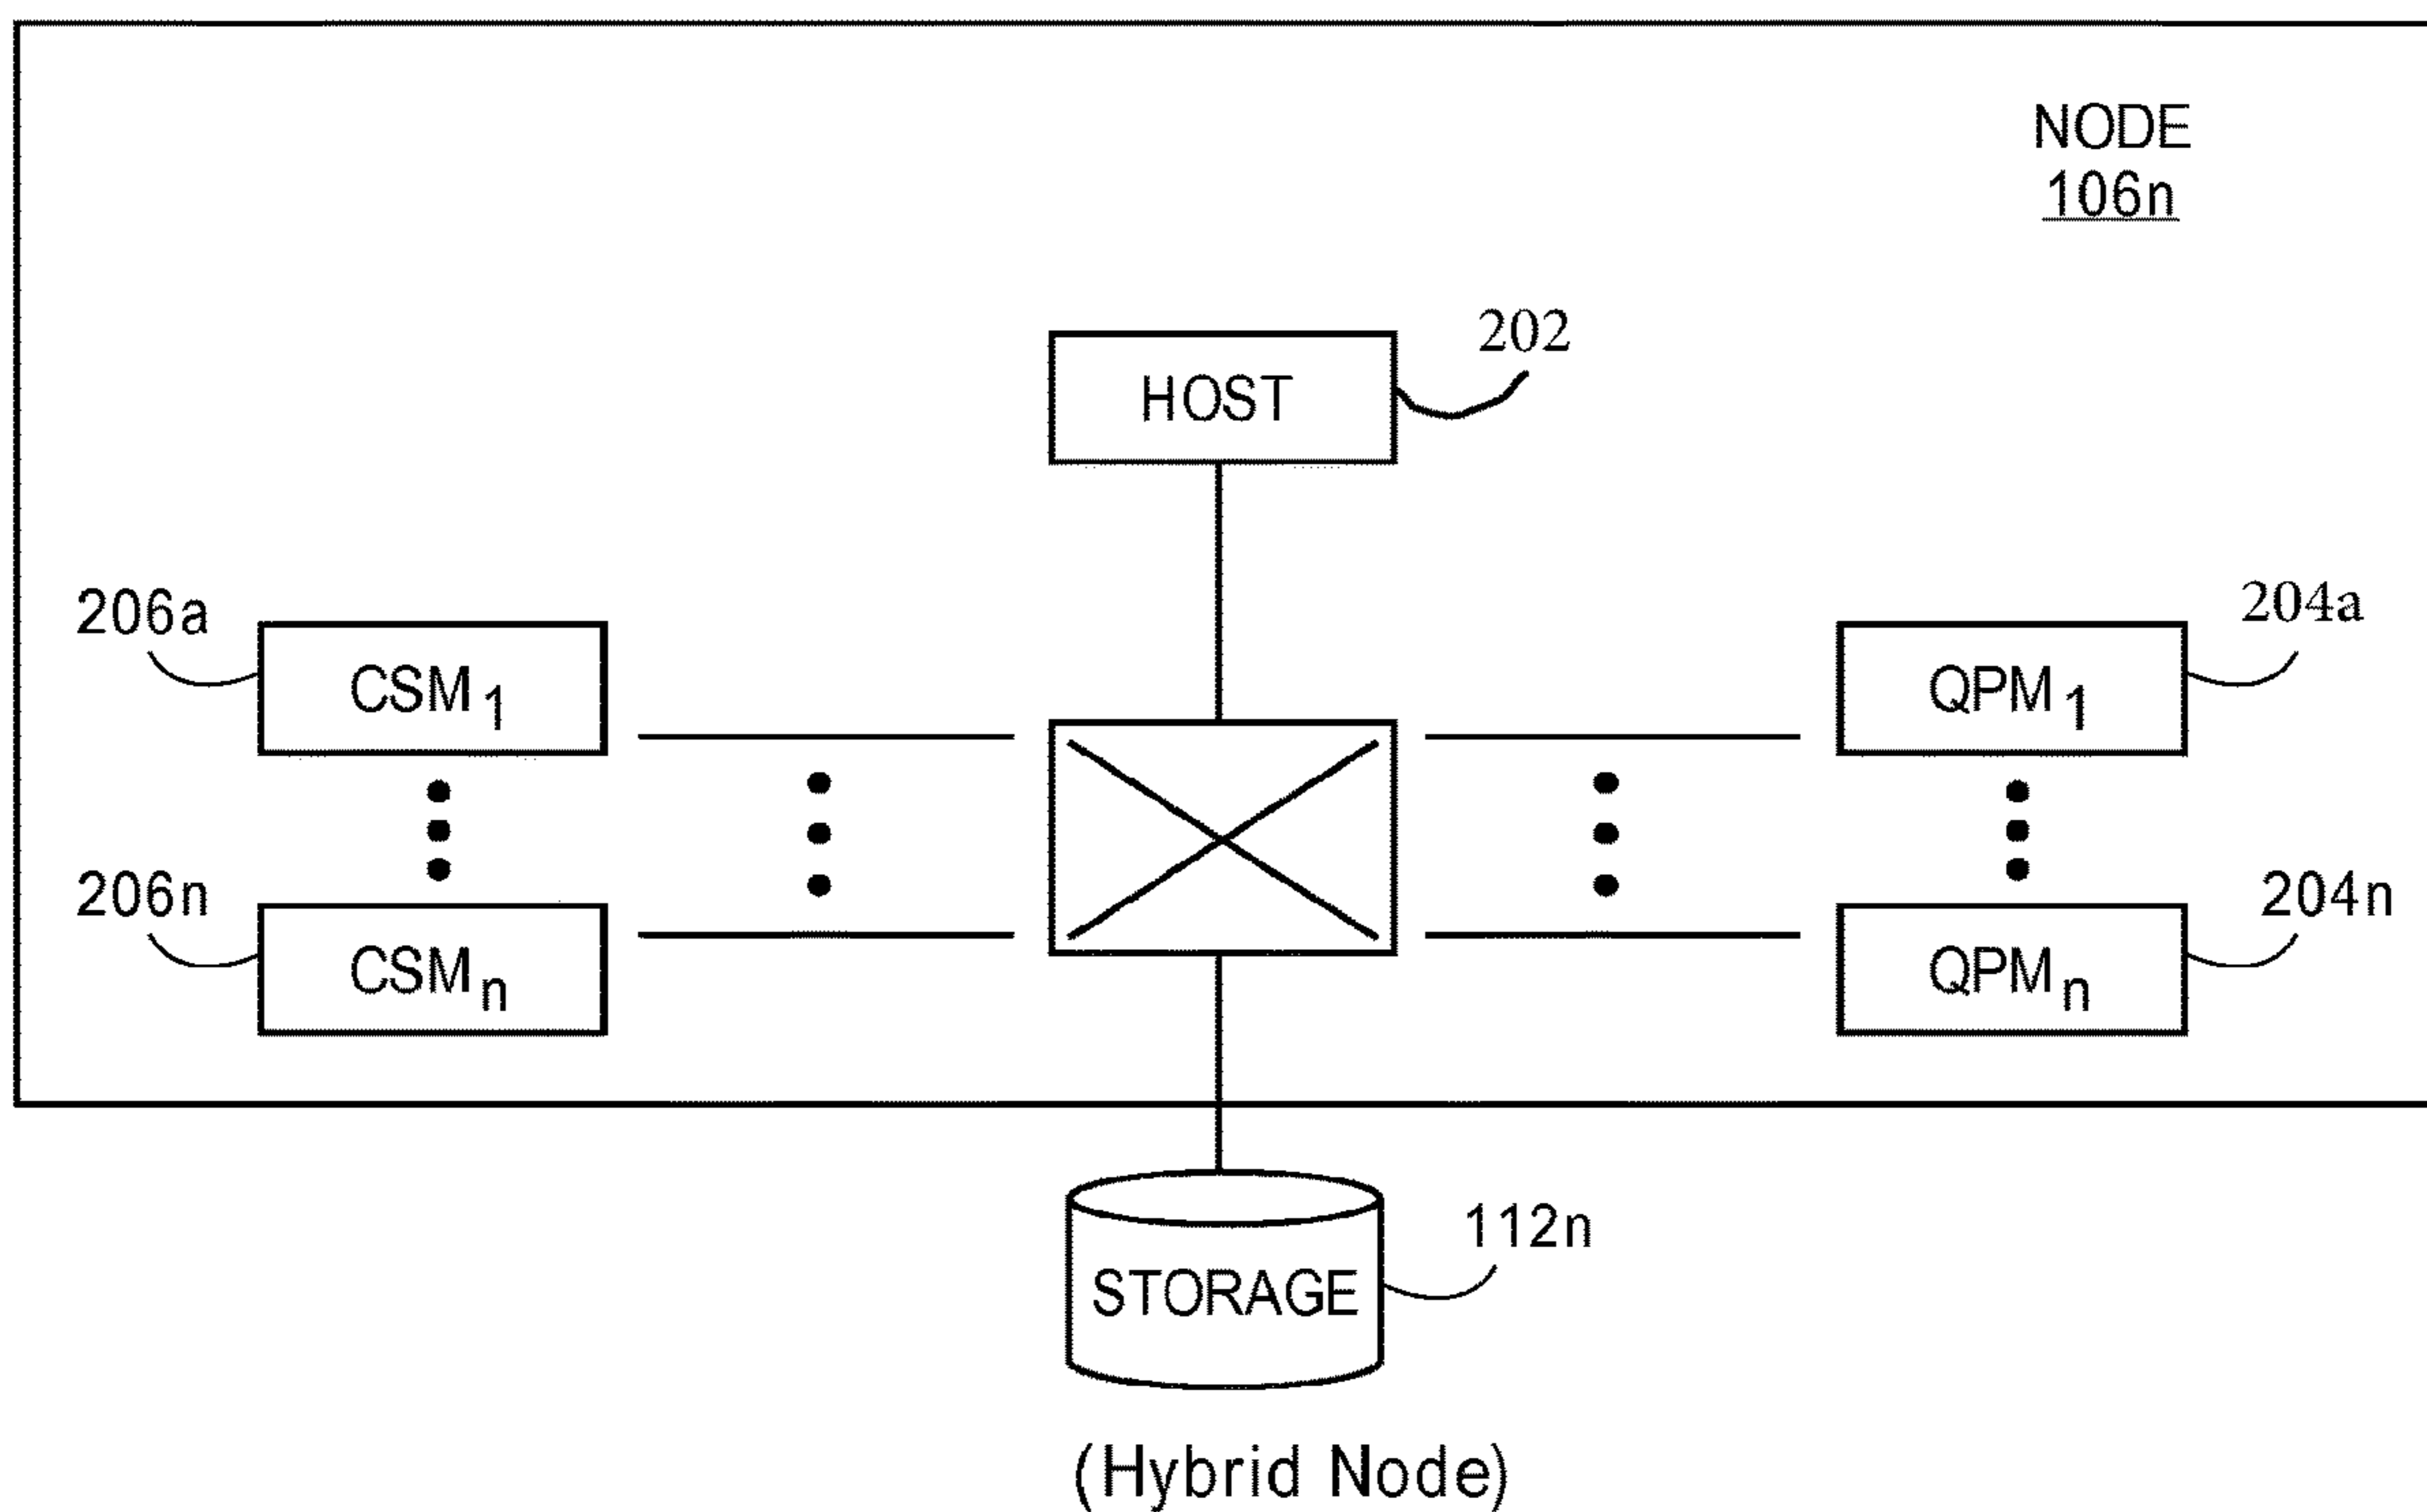 NODE
106n
202
HOST
206a
204a
CSM1
QPM1
206n
204n
CSMn
QPMn
112n
STORAGE
(Hybrid Node)